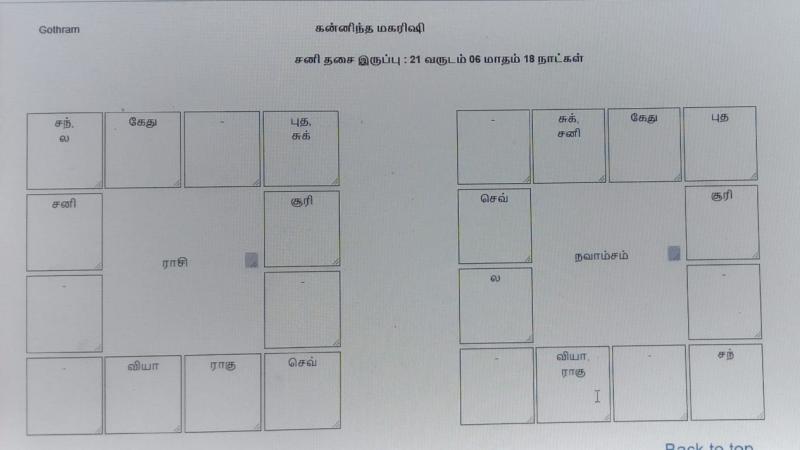 Gothram
கன்னிந்த மகரிஷி
சனி தசை இருப்பு : 21 வருடம் 06 மாதம் 18 நாட்கள்
சந்,
ல
கேது
-
புத,
சுக்
சனி
சூரி
ராசி
-
-
-
வியா
ராகு
செவ்
-
சுக்,
சனி
கேது
புத
செவ்
சூரி
நவாம்சம்
ல
-
-
வியா,
ராகு
-
சந்
Back to top